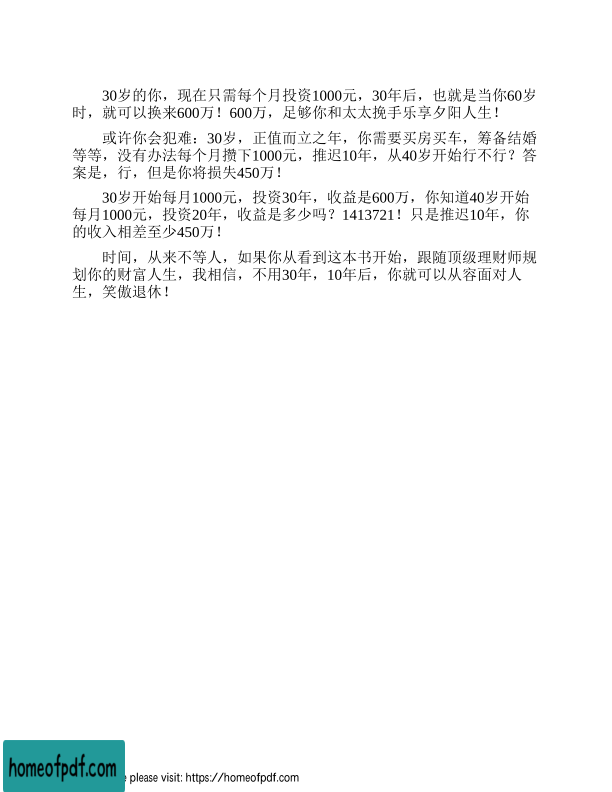 30岁的你，现在只需每个月投资1000元，30年后，也就是当你60岁
时，就可以换来600万！600万，足够你和太太挽手乐享夕阳人生！
或许你会犯难：30岁，正值而立之年，你需要买房买车，筹备结婚
等等，没有办法每个月攒下1000元，推迟10年，从40岁开始行不行？答
案是，行，但是你将损失450万！
30岁开始每月1000元，投资30年，收益是600万，你知道40岁开始
每月1000元，投资20年，收益是多少吗？1413721！只是推迟10年，你
的收入相差至少450万！
时间，从来不等人，如果你从看到这本书开始，跟随顶级理财师规
划你的财富人生，我相信，不用30年，10年后，你就可以从容面对人
生，笑傲退休！
homeofpdf.com
e please visit: https://homeofpdf.com